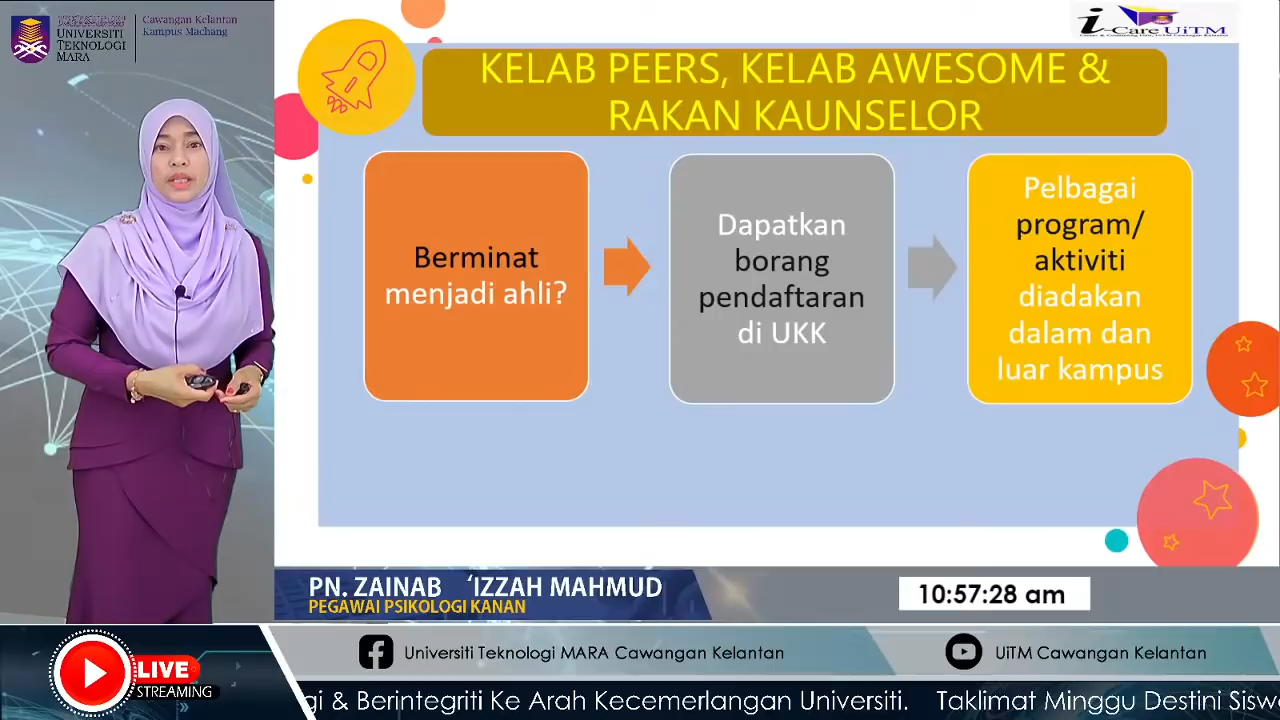 UNIVERSITI
TEKNOLOGI
MARA
Cawangan Kelantan
Kampus Machang
i-Care UiTM
KELAB PEERS, KELAB AWESOME &
RAKAN KAUNSELOR
Berminat
menjadi ahli?
Dapatkan
borang
pendaftaran
di UKK
Pelbagai
program/
aktiviti
diadakan
dalam dan
luar kampus
PN. ZAINAB ‘IZZAH MAHMUD
PEGAWAI PSIKOLOGI KANAN
10:57:28 am
LIVE
STREAMING
Universiti Teknologi MARA Cawangan Kelantan
UiTM Cawangan Kelantan
gi & Berintegriti Ke Arah Kecemerlangan Universiti. Taklimat Minggu Destini Sisw